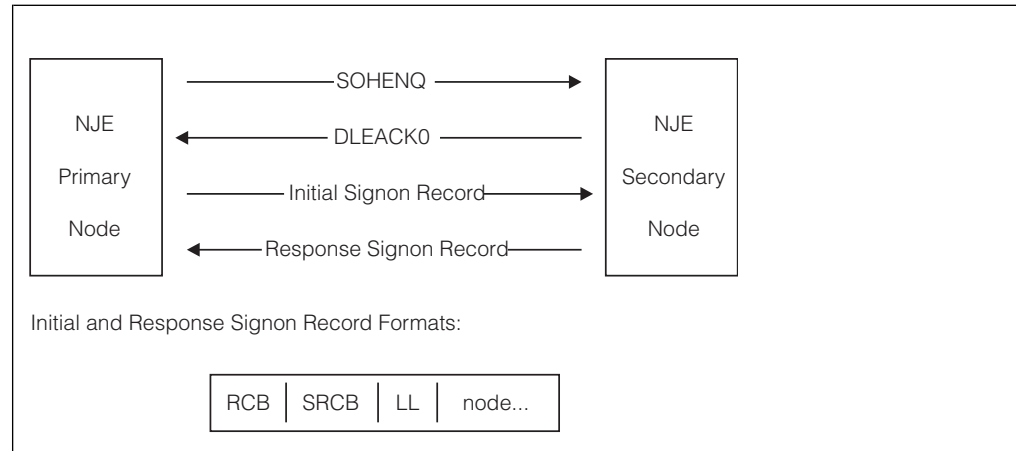 SOHENQ
NJE
Primary
Node
DLEACK0
NJE
Secondary
Node
Initial Signon Record
Response Signon Record
Initial and Response Signon Record Formats:
RCB SRCB LL node...